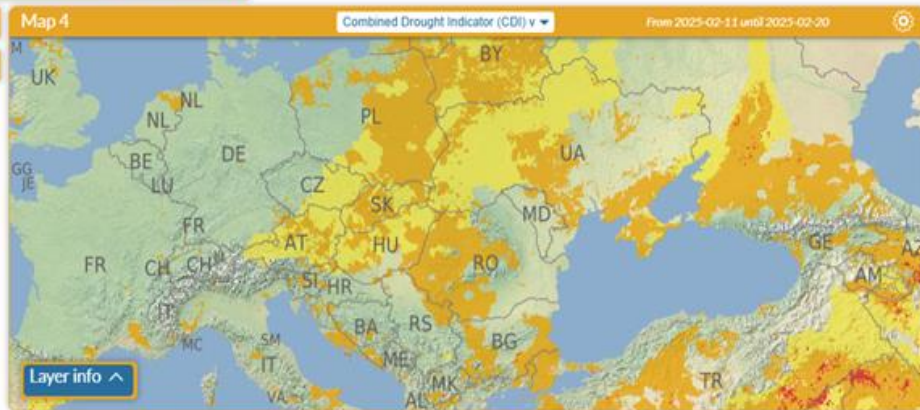 Map 4
Combined Drought Indicator (CDI) v
From 2025-02-11 until 2025-02-20
M
UK
BY
NL
NL
PL
BE
DE
UA
GG
JE
LU
CZ
SK
MD
FR
AT
HU
FR
CH
CH
SI
HR
RO
GE
AZ
AM
IT
BA
RS
MC
SM
IT
ME
BG
TR
MK
VA
AL
Layer info